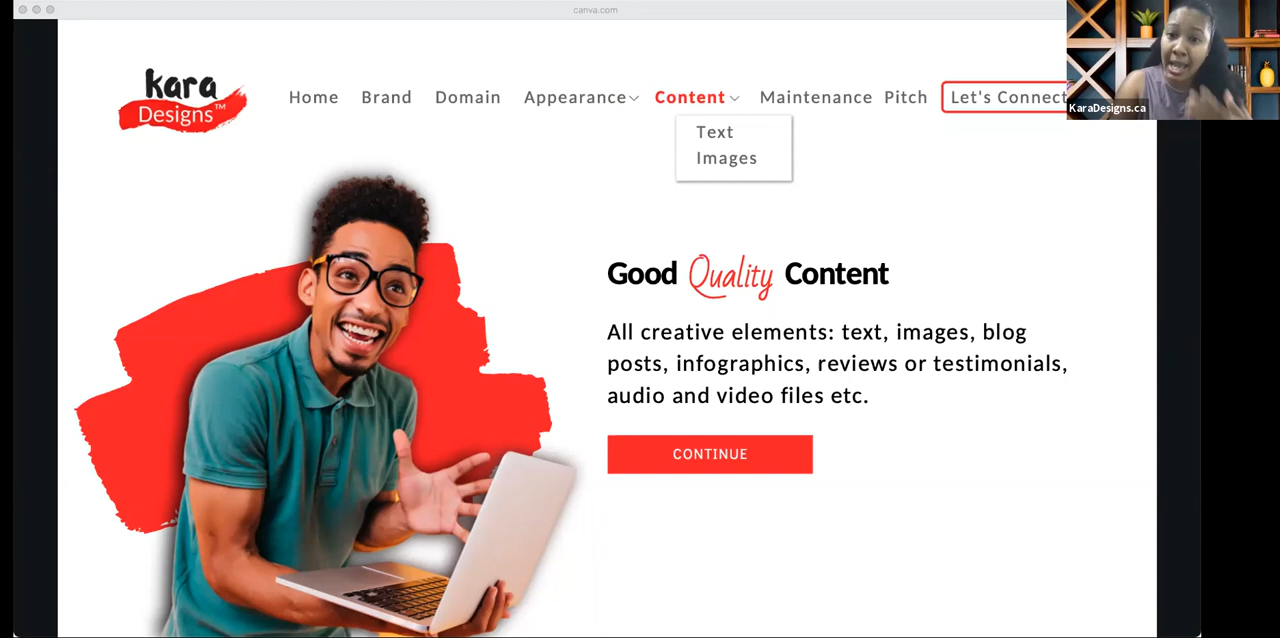 canva.com
kara
Designs™
Home Brand Domain Appearance Content Maintenance Pitch Let's Connect
KaraDesigns.ca
Text
Images
Good Quality Content
All creative elements: text, images, blog
posts, infographics, reviews or testimonials,
audio and video files etc.
CONTINUE